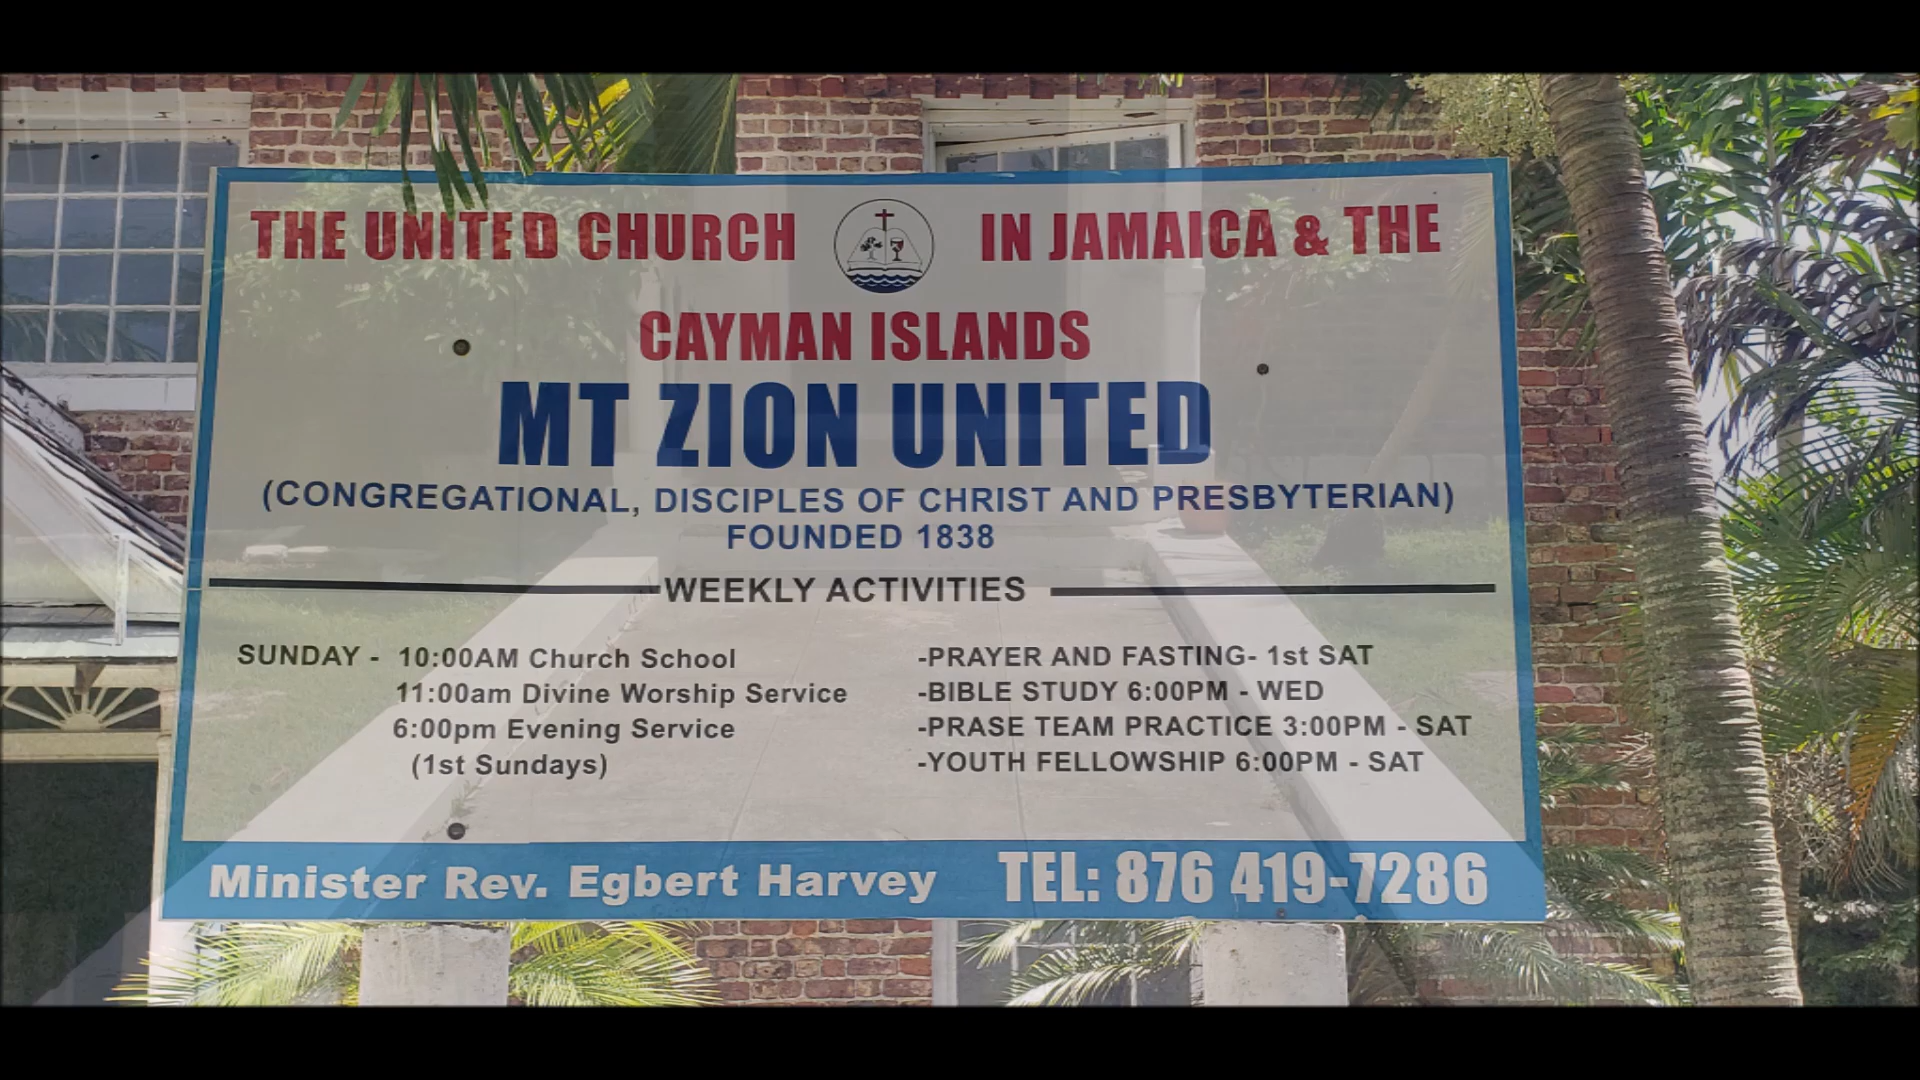 THE UNITED CHURCH IN JAMAICA & THE
CAYMAN ISLANDS
MT ZION UNITED
(CONGREGATIONAL, DISCIPLES OF CHRIST AND PRESBYTERIAN)
FOUNDED 1838
WEEKLY ACTIVITIES
SUNDAY - 10:00AM Church School
11:00am Divine Worship Service
6:00pm Evening Service
(1st Sundays)
-PRAYER AND FASTING- 1st SAT
-BIBLE STUDY 6:00PM - WED
-PRASE TEAM PRACTICE 3:00PM - SAT
-YOUTH FELLOWSHIP 6:00PM - SAT
Minister Rev. Egbert Harvey TEL: 876 419-7286